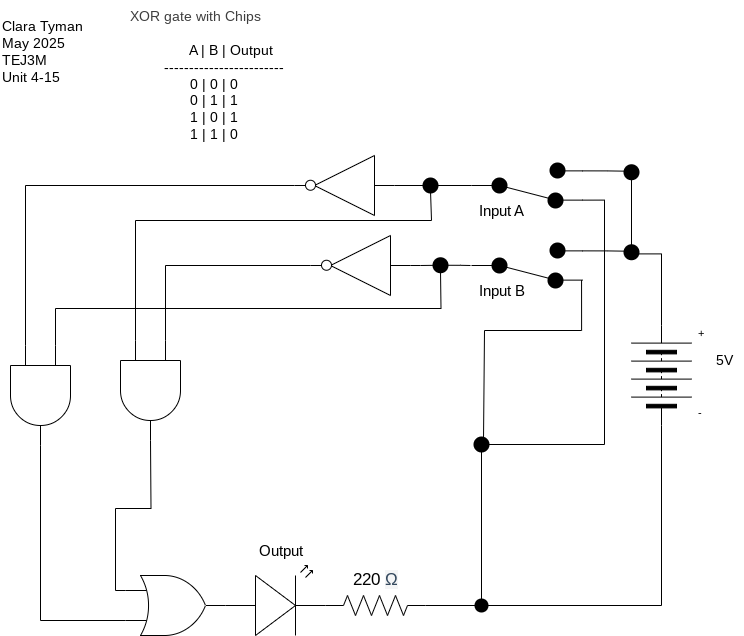 Clara Tyman
May 2025
TEJ3M
Unit 4-15
XOR gate with Chips
A | B | Output
------------------------
0 | 0 | 0
0 | 1 | 1
1 | 0 | 1
1 | 1 | 0
Input A
Input B
+
5V
-
Output
220 Ω